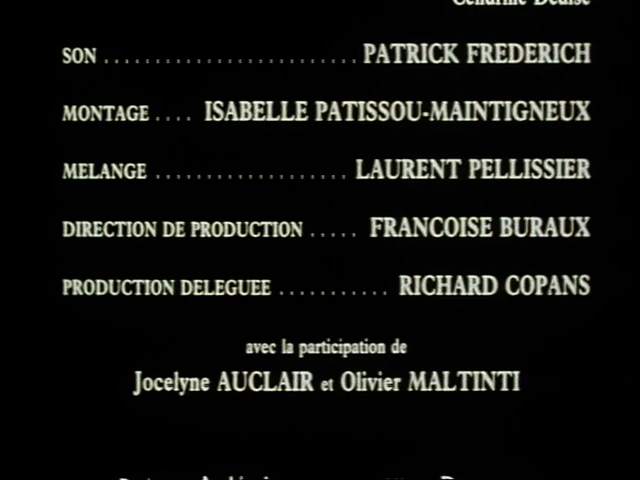 SON ........................ PATRICK FREDERICH
MONTAGE .... ISABELLE PATISSOU-MAINTIGNEUX
MELANGE ................... LAURENT PELLISSIER
DIRECTION DE PRODUCTION ..... FRANCOISE BURAUX
PRODUCTION DELEGUEE ........... RICHARD COPANS
avec la participation de
Jocelyne AUCLAIR et Olivier MALTINTI